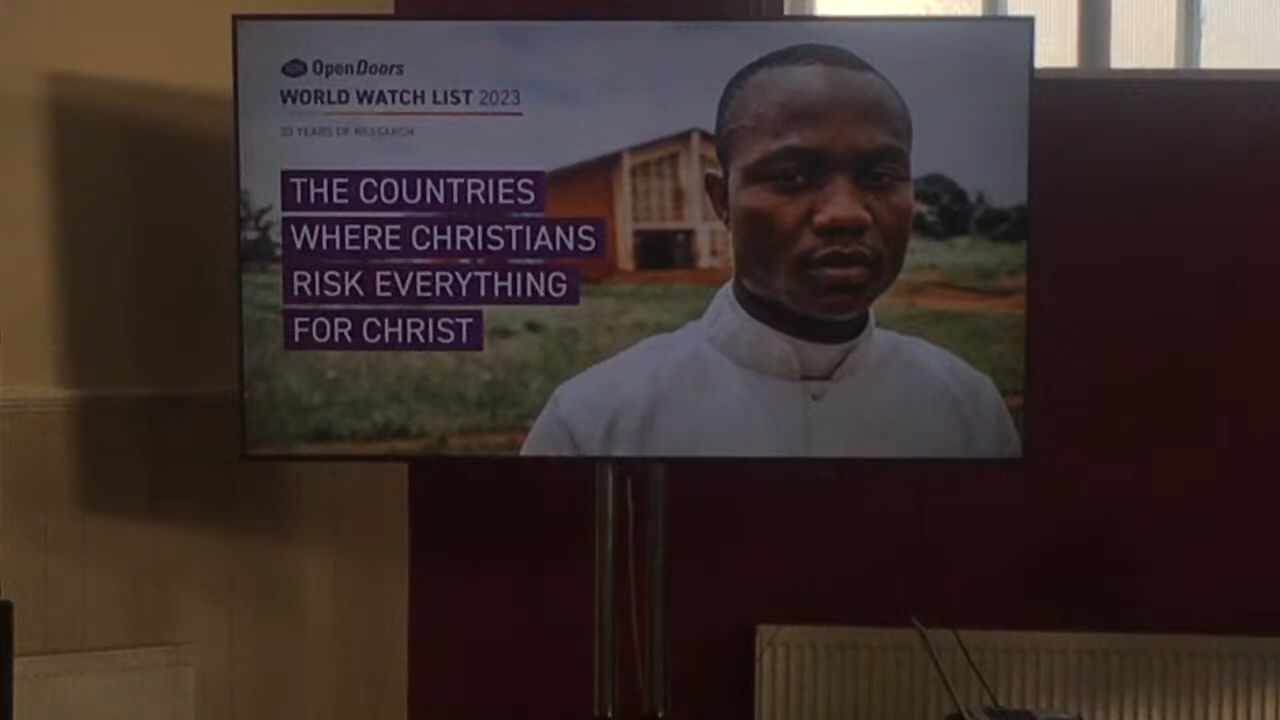 OpenDoors
WORLD WATCH LIST 2023
30 YEARS OF RESEARCH
THE COUNTRIES
WHERE CHRISTIANS
RISK EVERYTHING
FOR CHRIST